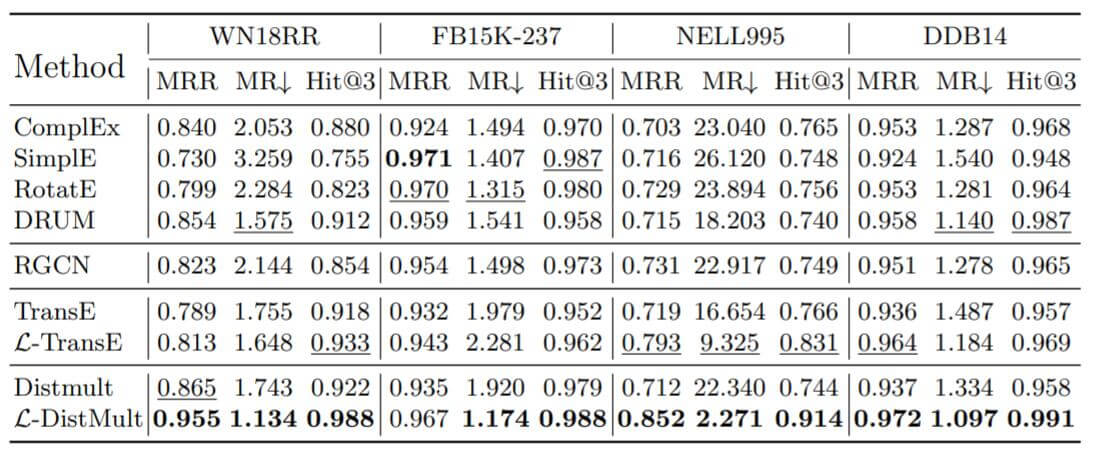 Method WN18RR FB15K-237 NELL995 DDB14
MRR MR↓ Hit@3 MRR MR↓ Hit@3 MRR MR↓ Hit@3 MRR MR↓ Hit@3
ComplEx 0.840 2.053 0.880 0.924 1.494 0.970 0.703 23.040 0.765 0.953 1.287 0.968
SimplE 0.730 3.259 0.755 0.971 1.407 0.987 0.716 26.120 0.748 0.924 1.540 0.948
RotatE 0.799 2.284 0.823 0.970 1.315 0.980 0.729 23.894 0.756 0.953 1.281 0.964
DRUM 0.854 1.575 0.912 0.959 1.541 0.958 0.715 18.203 0.740 0.958 1.140 0.987
RGCN 0.823 2.144 0.854 0.954 1.498 0.973 0.731 22.917 0.749 0.951 1.278 0.965
TransE 0.789 1.755 0.918 0.932 1.979 0.952 0.719 16.654 0.766 0.936 1.487 0.957
ℒ-TransE 0.813 1.648 0.933 0.943 2.281 0.962 0.793 9.325 0.831 0.964 1.184 0.969
Distmult 0.865 1.743 0.922 0.935 1.920 0.979 0.712 22.340 0.744 0.937 1.334 0.958
ℒ-DistMult 0.955 1.134 0.988 0.967 1.174 0.988 0.852 2.271 0.914 0.972 1.097 0.991